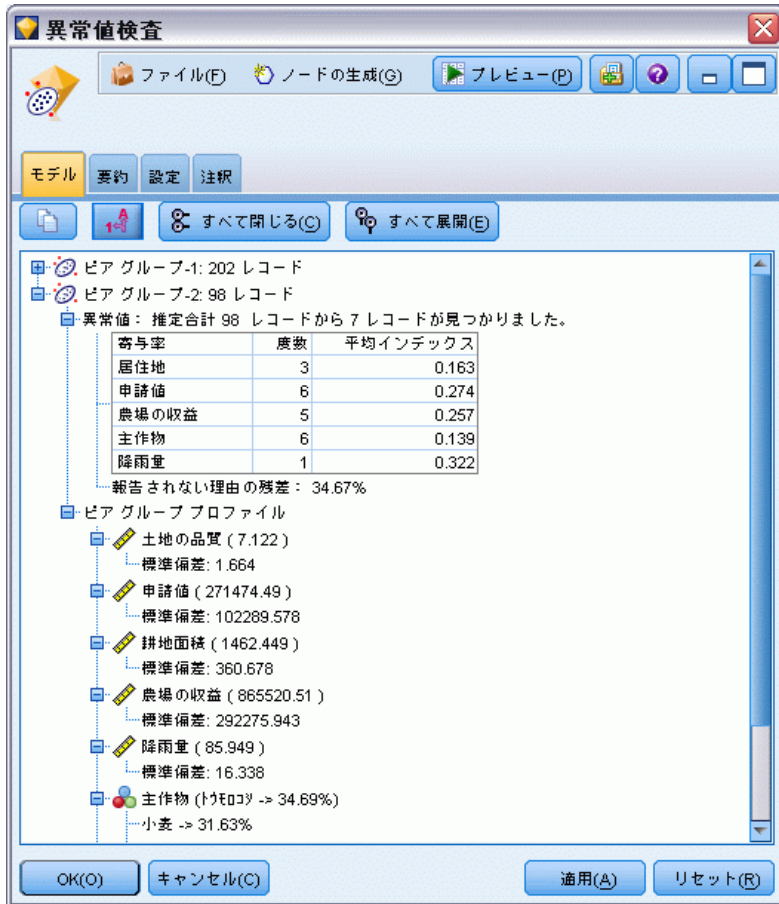 異常値検査
ファイル(F) ノードの生成(G) プレビュー(P)
モデル 要約 設定 注釈
すべて閉じる(C) すべて展開(E)
ピア グループ-1: 202 レコード
ピア グループ-2: 98 レコード
異常値： 推定合計 98 レコードから 7 レコードが見つかりました。
寄与率 度数 平均インデックス
居住地 3 0.163
申請値 6 0.274
農場の収益 5 0.257
主作物 6 0.139
降雨量 1 0.322
報告されない理由の残差： 34.67%
ピア グループ プロファイル
土地の品質 ( 7.122 )
標準偏差: 1.664
申請値 ( 271474.49 )
標準偏差: 102289.578
耕地面積 ( 1462.449 )
標準偏差: 360.678
農場の収益 ( 865520.51 )
標準偏差: 292275.943
降雨量 ( 85.949 )
標準偏差: 16.338
主作物 (ﾄｳﾓﾛｺｼ -> 34.69%)
小麦 -> 31.63%
OK(O) キャンセル(C) 適用(A) リセット(R)